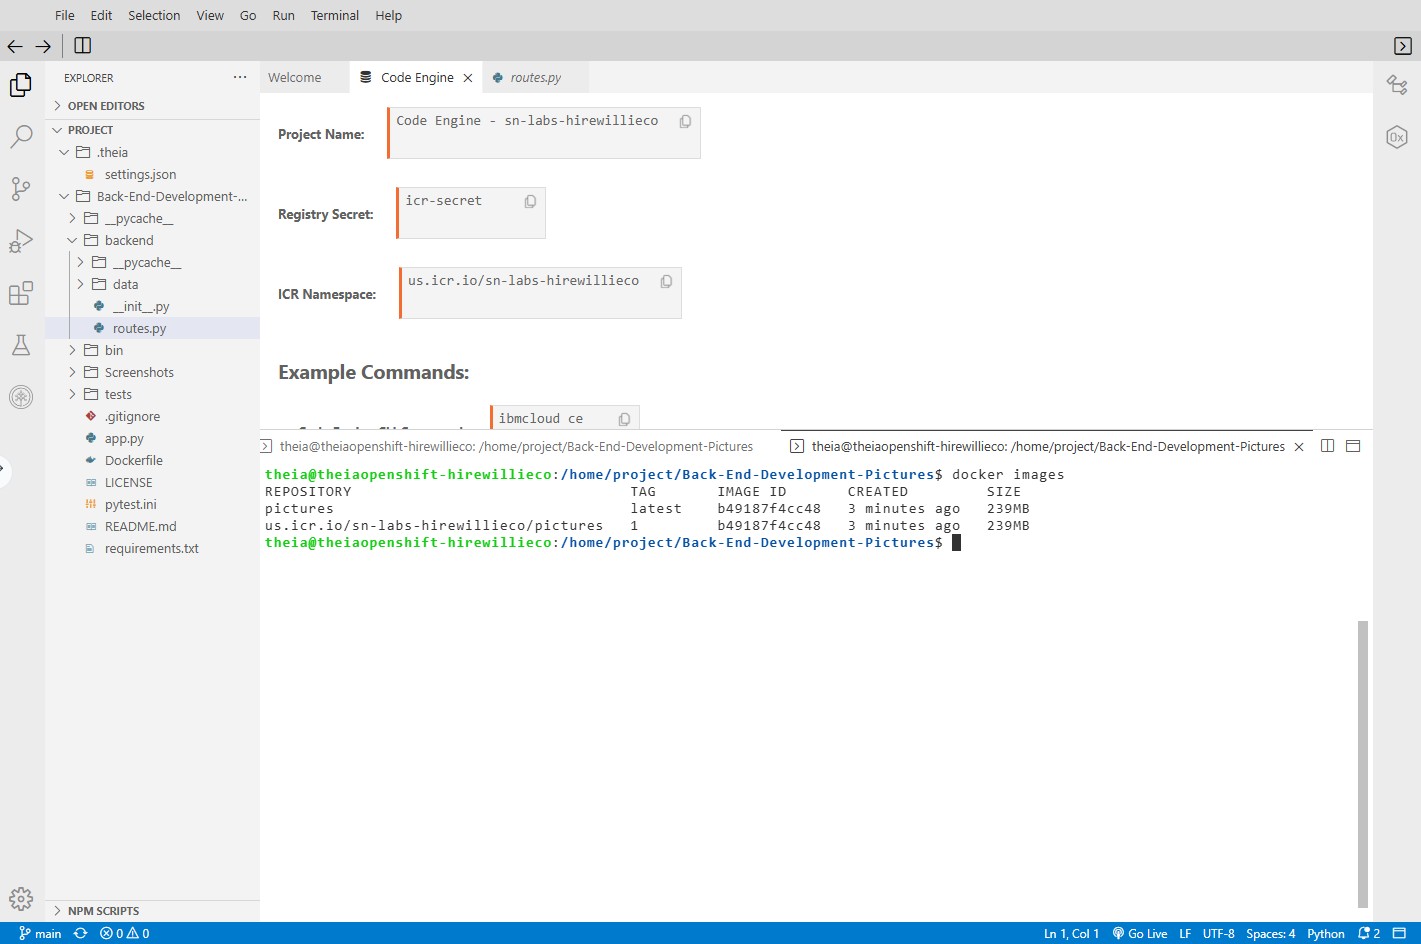 File Edit Selection View Go Run Terminal Help
EXPLORER ...
OPEN EDITORS
PROJECT
.theia
settings.json
Back-End-Development-...
__pycache__
backend
__pycache__
data
__init__.py
routes.py
bin
Screenshots
tests
.gitignore
app.py
Dockerfile
LICENSE
pytest.ini
README.md
requirements.txt
NPM SCRIPTS
Welcome Code Engine routes.py
Project Name: Code Engine - sn-labs-hirewillieco
Registry Secret: icr-secret
ICR Namespace: us.icr.io/sn-labs-hirewillieco
Example Commands:
ibmcloud ce
theia@theiaopenshift-hirewillieco: /home/project/Back-End-Development-Pictures theia@theiaopenshift-hirewillieco: /home/project/Back-End-Development-Pictures
theia@theiaopenshift-hirewillieco:/home/project/Back-End-Development-Pictures$ docker images
REPOSITORY TAG IMAGE ID CREATED SIZE
pictures latest b49187f4cc48 3 minutes ago 239MB
us.icr.io/sn-labs-hirewillieco/pictures 1 b49187f4cc48 3 minutes ago 239MB
theia@theiaopenshift-hirewillieco:/home/project/Back-End-Development-Pictures$
main 0 0 Ln 1, Col 1 Go Live LF UTF-8 Spaces: 4 Python 2